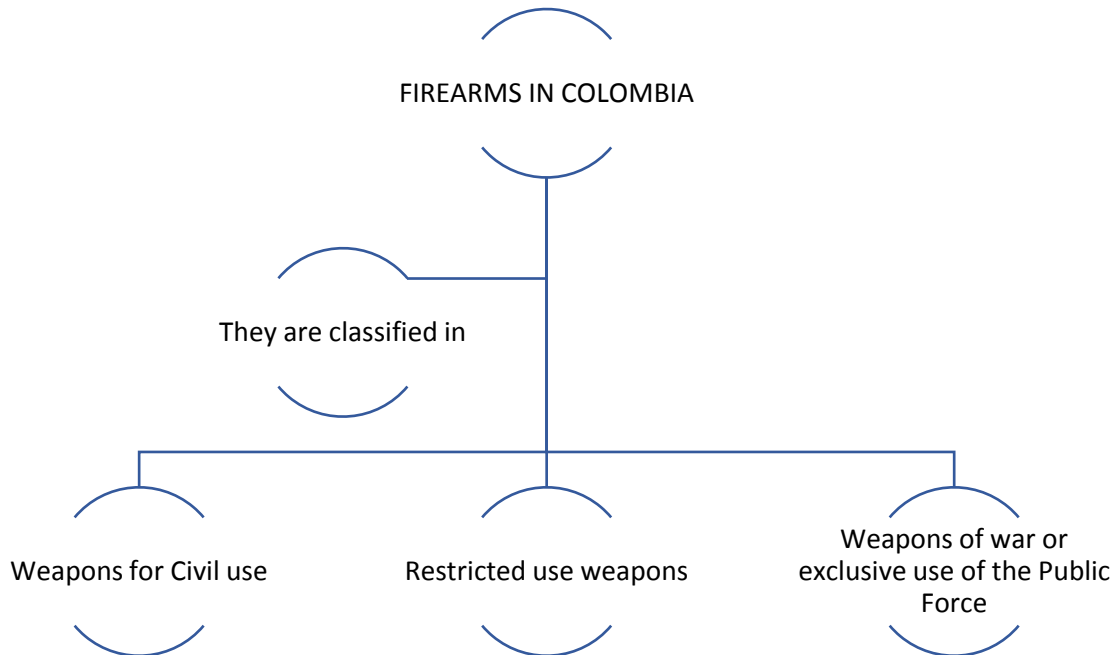 FIREARMS IN COLOMBIA
They are classified in
Weapons for Civil use
Restricted use weapons
Weapons of war or
exclusive use of the Public
Force